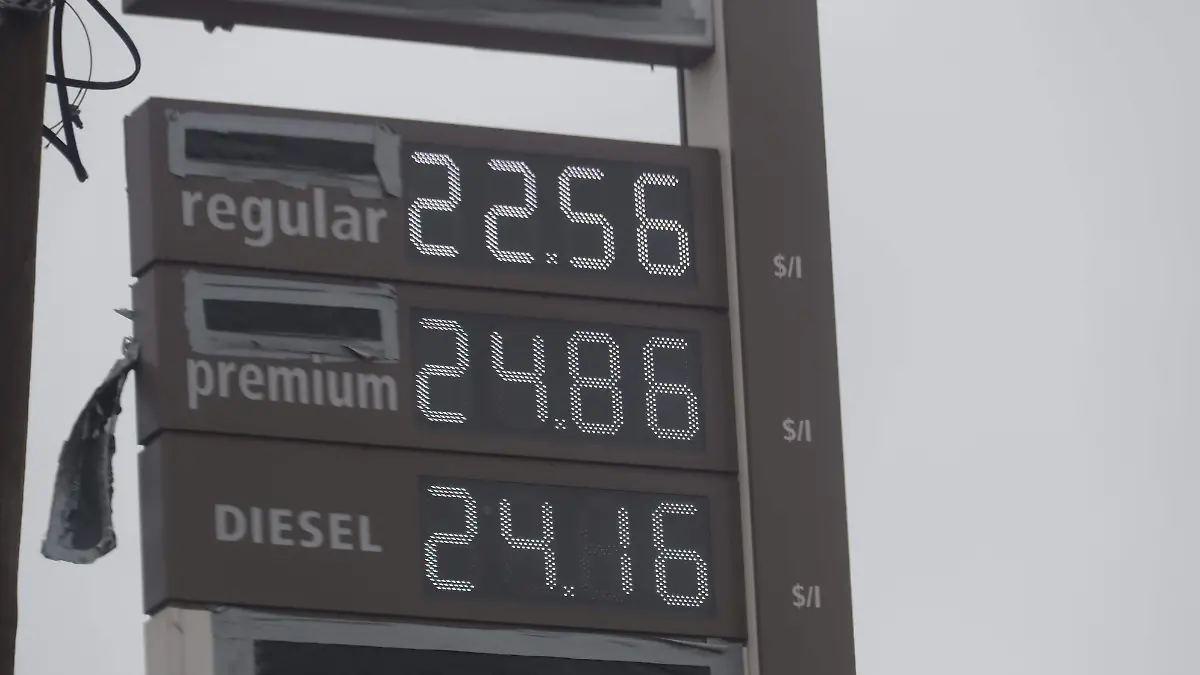 regular 22.56 $/l
premium 24.86 $/l
DIESEL 24.16 $/l